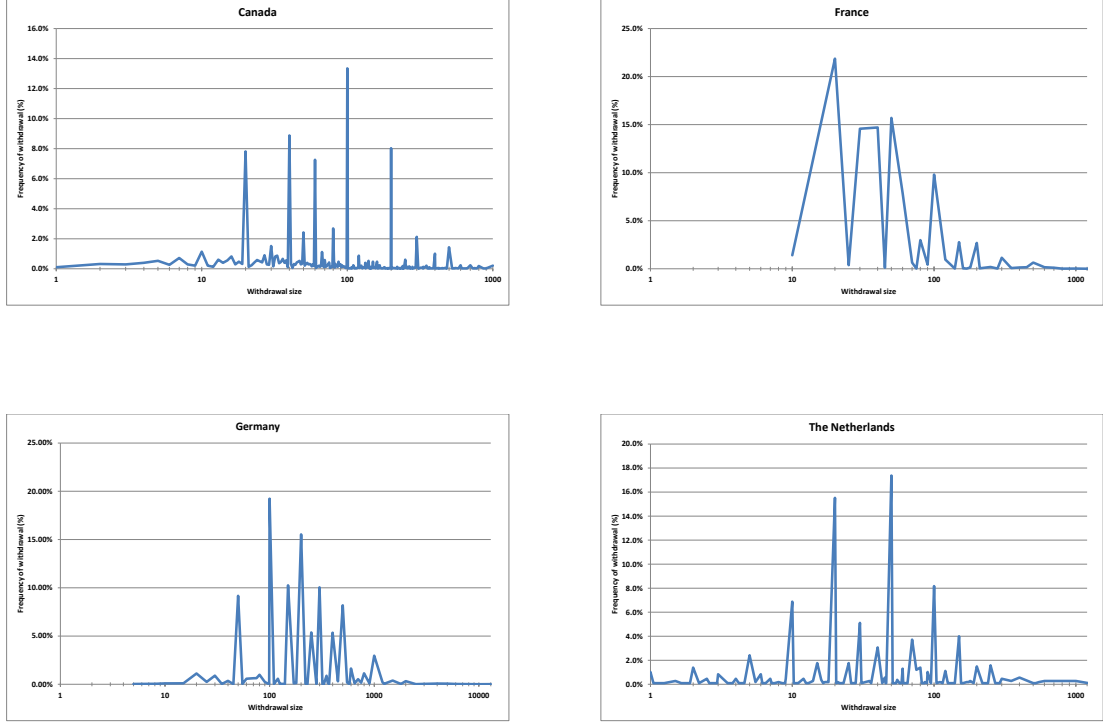 Canada
16.0%
14.0%
12.0%
10.0%
8.0%
6.0%
4.0%
2.0%
0.0%
Frequency of withdrawal (%)
1 10 100 1000
Withdrawal size
France
25.0%
20.0%
15.0%
10.0%
5.0%
0.0%
Frequency of withdrawal (%)
1 10 100 1000
Withdrawal size
Germany
25.00%
20.00%
15.00%
10.00%
5.00%
0.00%
Frequency of withdrawal (%)
1 10 100 1000 10000
Withdrawal size
The Netherlands
20.0%
18.0%
16.0%
14.0%
12.0%
10.0%
8.0%
6.0%
4.0%
2.0%
0.0%
Frequency of withdrawal (%)
1 10 100 1000
Withdrawal size